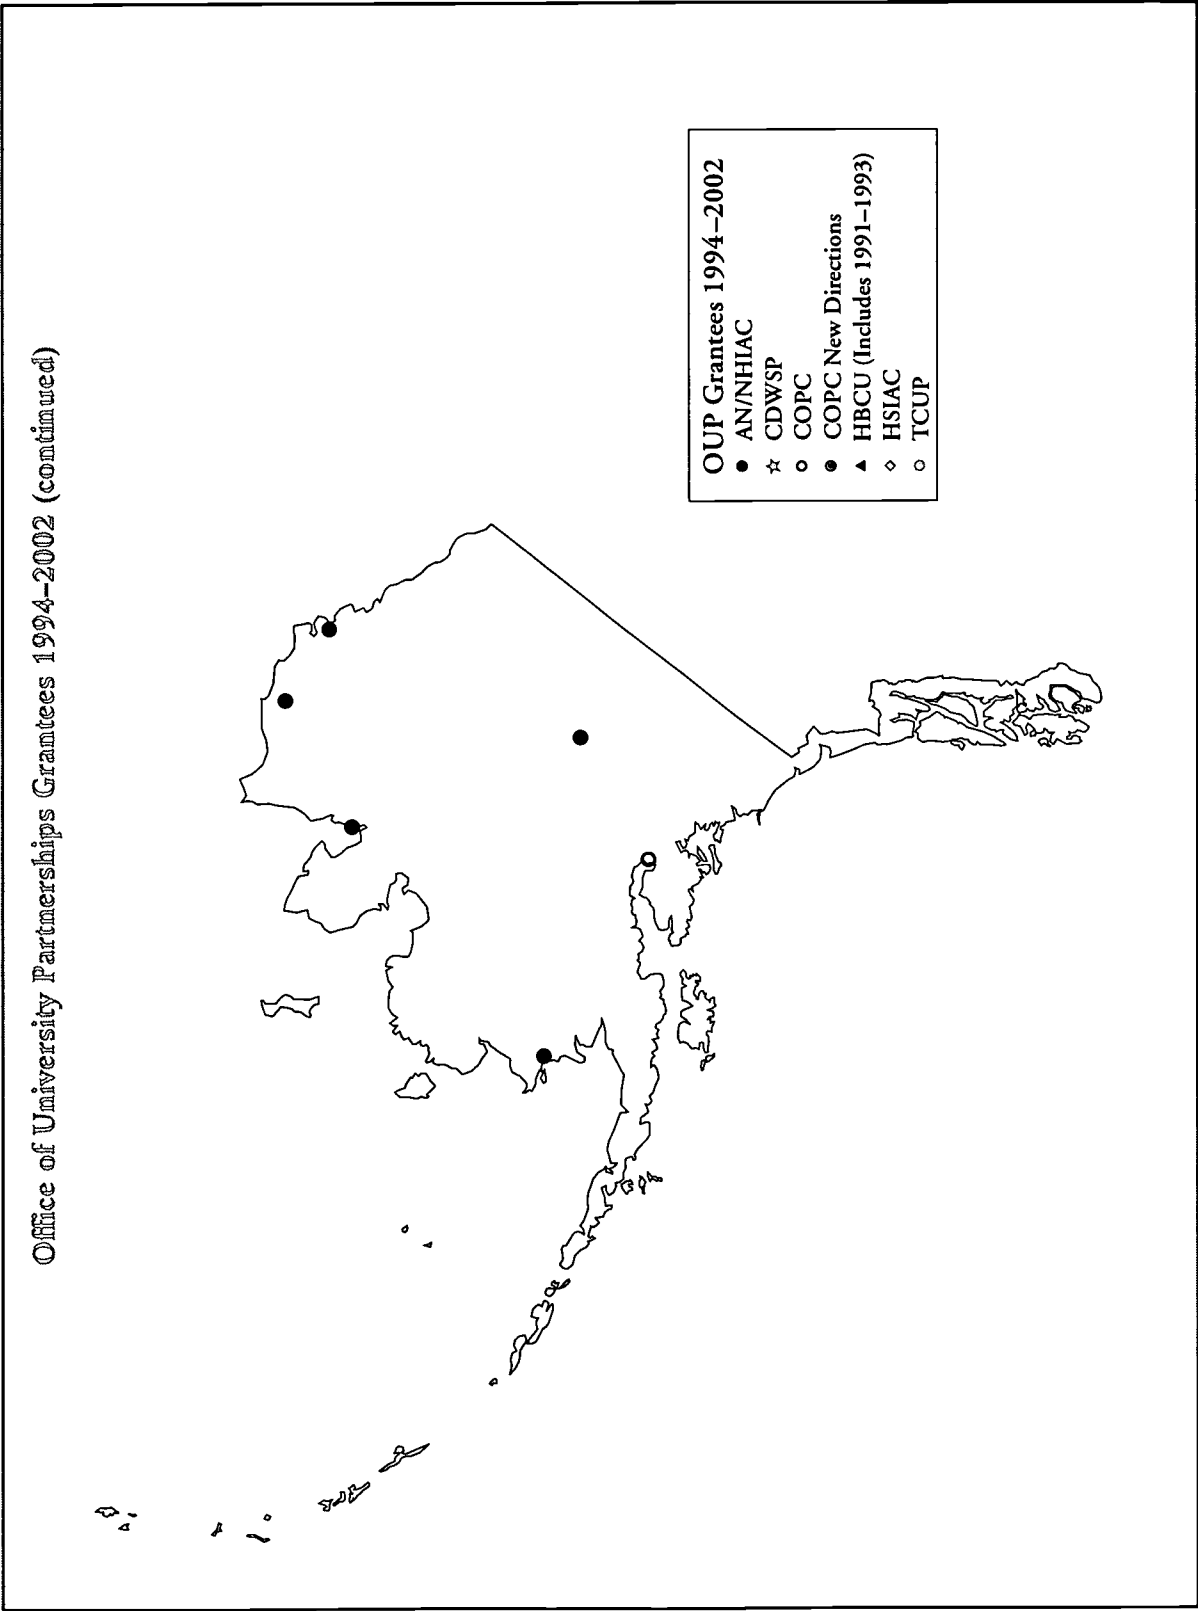 Office of University Partnerships Grantees 1994–2002 (continued)
OUP Grantees 1994–2002
AN/NHIAC
CDWSP
COPC
COPC New Directions
HBCU (Includes 1991–1993)
HSIAC
TCUP